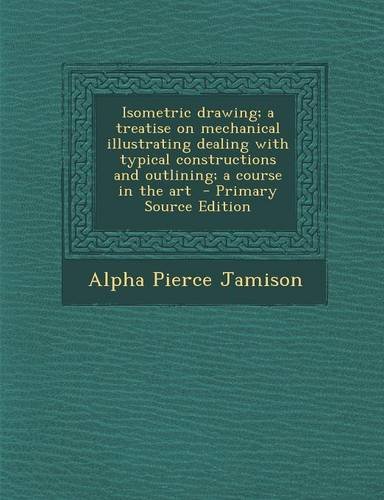 Isometric drawing; a
treatise on mechanical
illustrating dealing with
typical constructions
and outlining; a course
in the art - Primary
Source Edition
Alpha Pierce Jamison